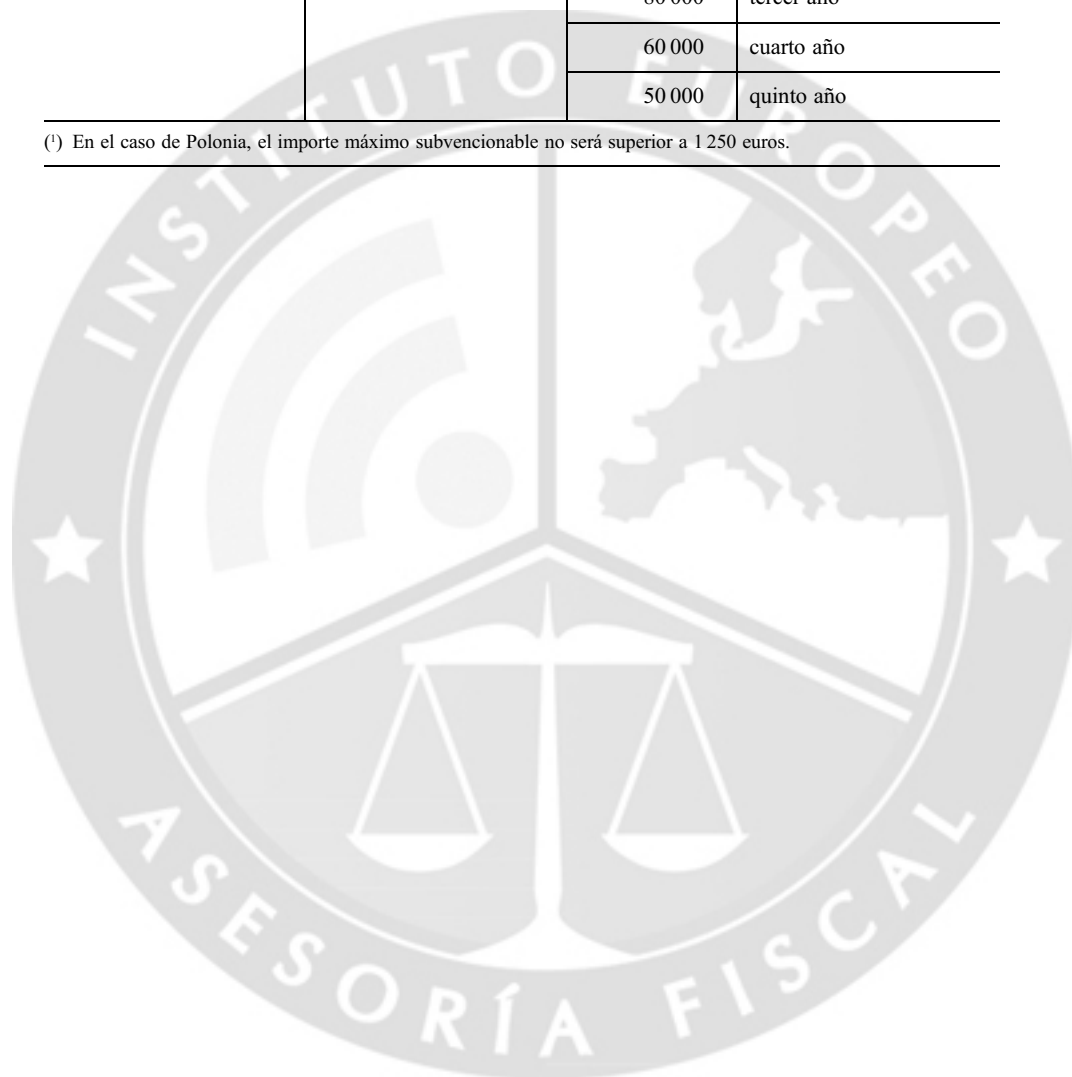 80 000 tercer año
60 000 cuarto año
50 000 quinto año
(¹) En el caso de Polonia, el importe máximo subvencionable no será superior a 1 250 euros.
INSTITUTO EUROPEO
ASESORÍA FISCAL